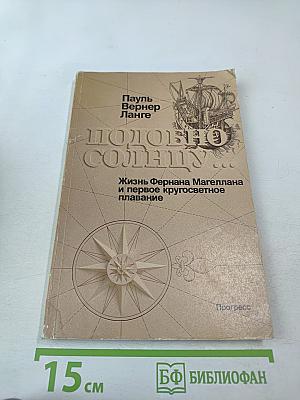 Пауль
Вернер
Ланге
ПОДОБНО
СОЛНЦУ...
Жизнь Фернана Магеллана
и первое кругосветное
плавание
Прогресс
15 см
БФ БИБЛИОФАН